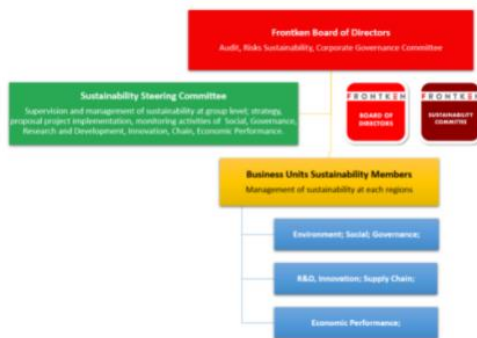 Frontken Board of Directors
Audit, Risks Sustainability, Corporate Governance Committee
Sustainability Steering Committee
Supervision and management of sustainability at group level; strategy,
proposal project implementation, monitoring activities of Social, Governance,
Research and Development, Innovation, Chain, Economic Performance.
FRONTKEN
BOARD OF
DIRECTORS
FRONTKEN
SUSTAINABILITY
COMMITTEE
Business Units Sustainability Members
Management of sustainability at each regions
Environment; Social; Governance;
R&D, Innovation; Supply Chain;
Economic Performance;